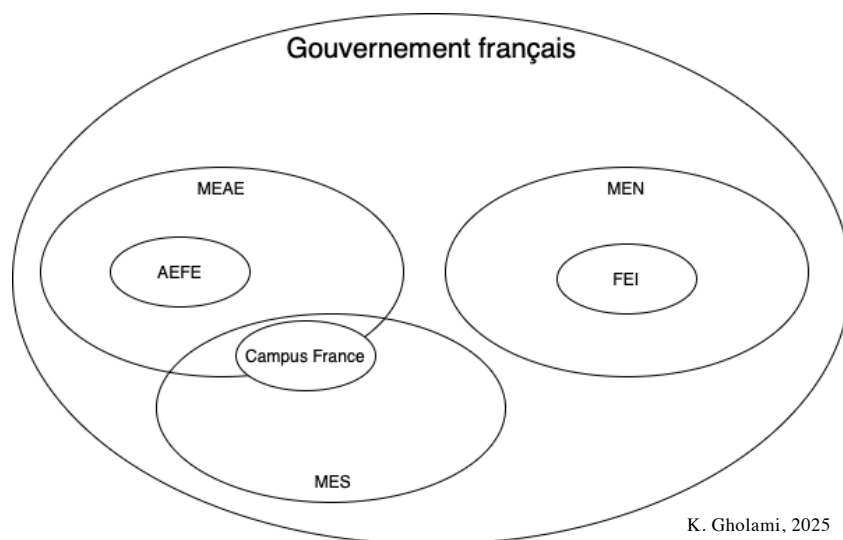 Gouvernement français
MEAE
MEN
AEFE
FEI
Campus France
MES
K. Gholami, 2025